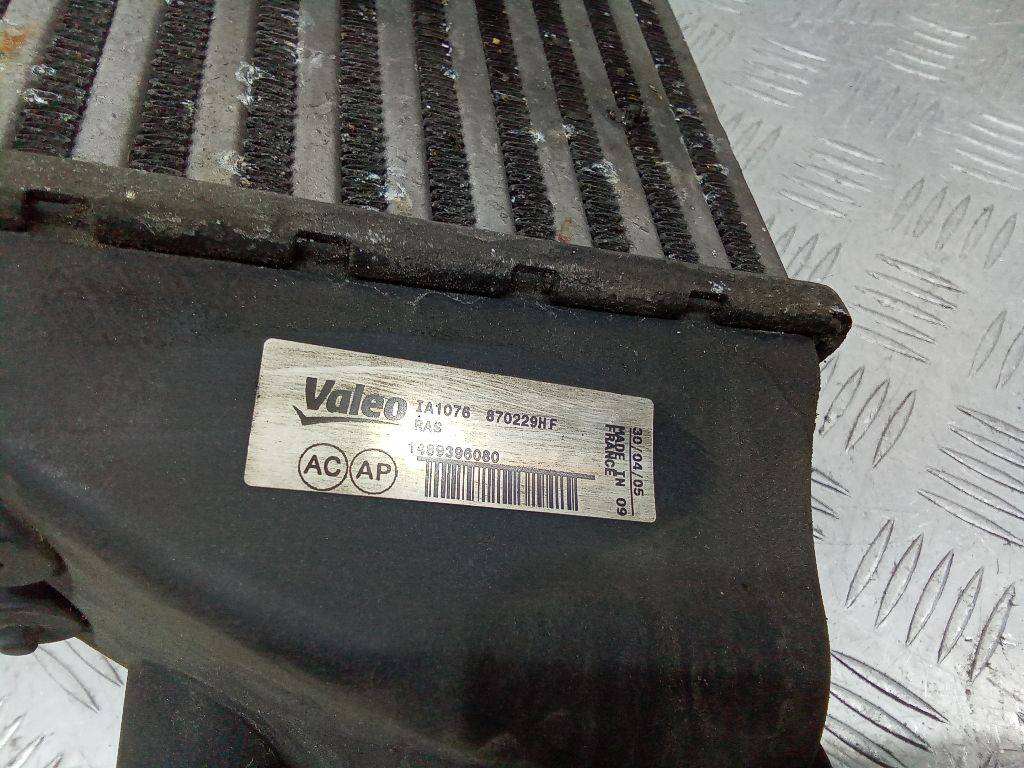 Valeo IA1076 870229HF
RAS
1489396080
AC AP
30/04/05
MADE IN 09
FRANCE